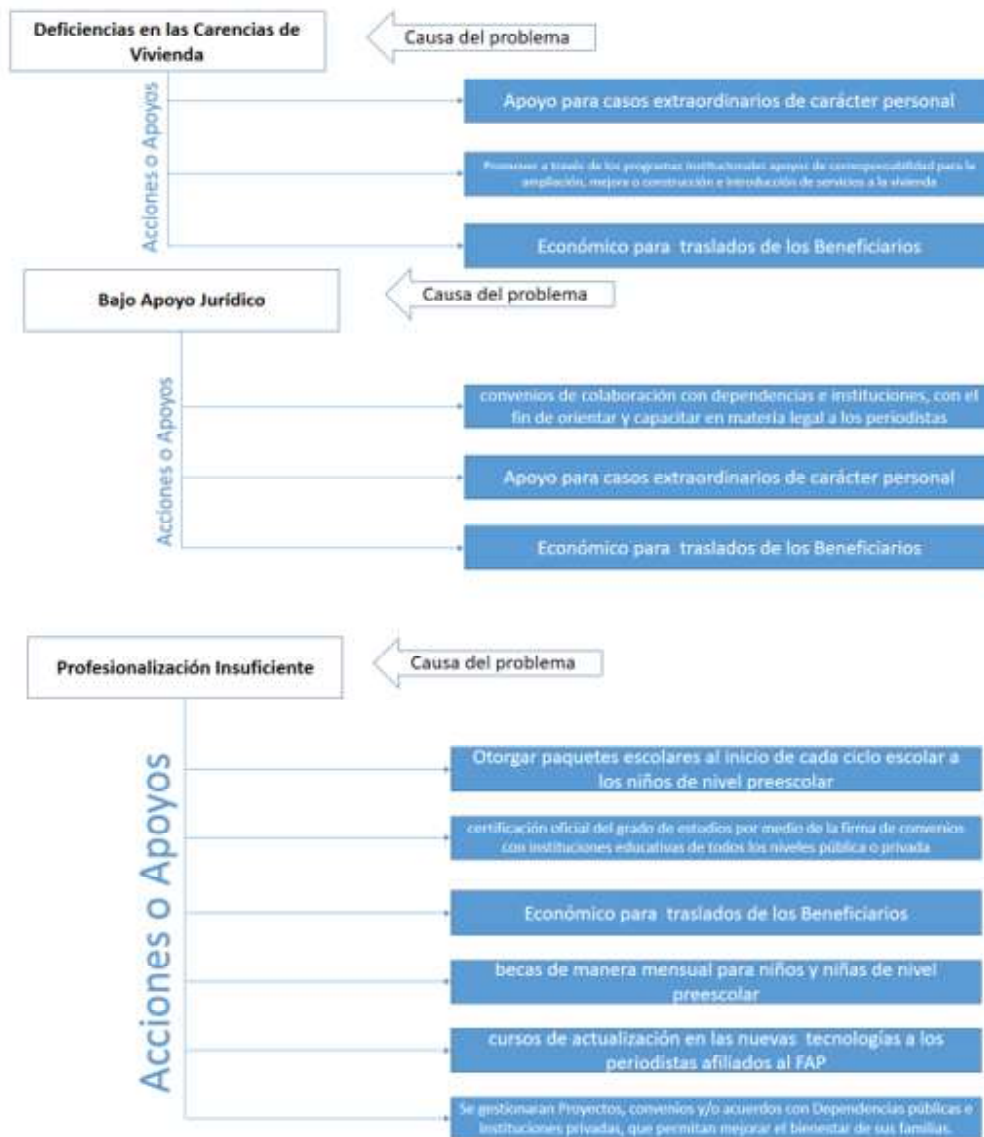 Deficiencias en las Carencias de
Vivienda
Causa del problema
Acciones o Apoyos
Apoyo para casos extraordinarios de carácter personal
Promover a través de los programas institucionales apoyos de corresponsabilidad para la
ampliación, mejora o construcción e introducción de servicios a la vivienda
Económico para traslados de los Beneficiarios
Bajo Apoyo Jurídico
Causa del problema
Acciones o Apoyos
convenios de colaboración con dependencias e instituciones, con el
fin de orientar y capacitar en materia legal a los periodistas
Apoyo para casos extraordinarios de carácter personal
Económico para traslados de los Beneficiarios
Profesionalización Insuficiente
Causa del problema
Acciones o Apoyos
Otorgar paquetes escolares al inicio de cada ciclo escolar a
los niños de nivel preescolar
certificación oficial del grado de estudios por medio de la firma de convenios
con instituciones educativas de todos los niveles pública o privada
Económico para traslados de los Beneficiarios
becas de manera mensual para niños y niñas de nivel
preescolar
cursos de actualización en las nuevas tecnologías a los
periodistas afiliados al FAP
Se gestionaran Proyectos, convenios y/o acuerdos con Dependencias públicas e
Instituciones privadas, que permitan mejorar el bienestar de sus familias.